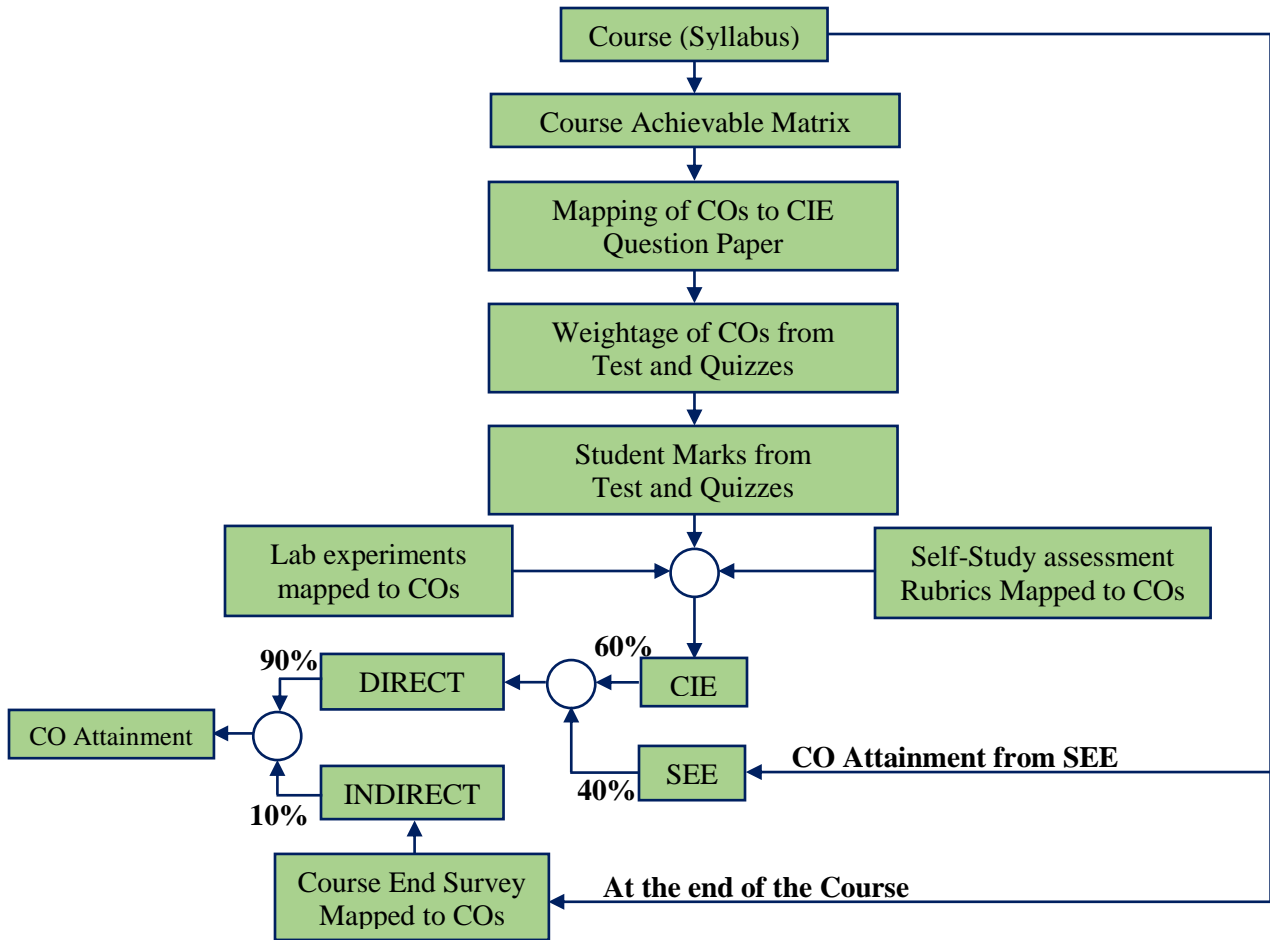 Course (Syllabus)
Course Achievable Matrix
Mapping of COs to CIE
Question Paper
Weightage of COs from
Test and Quizzes
Student Marks from
Test and Quizzes
Lab experiments
mapped to COs
Self-Study assessment
Rubrics Mapped to COs
60%
90%
DIRECT
CIE
CO Attainment
CO Attainment from SEE
SEE
40%
INDIRECT
10%
Course End Survey
Mapped to COs
At the end of the Course